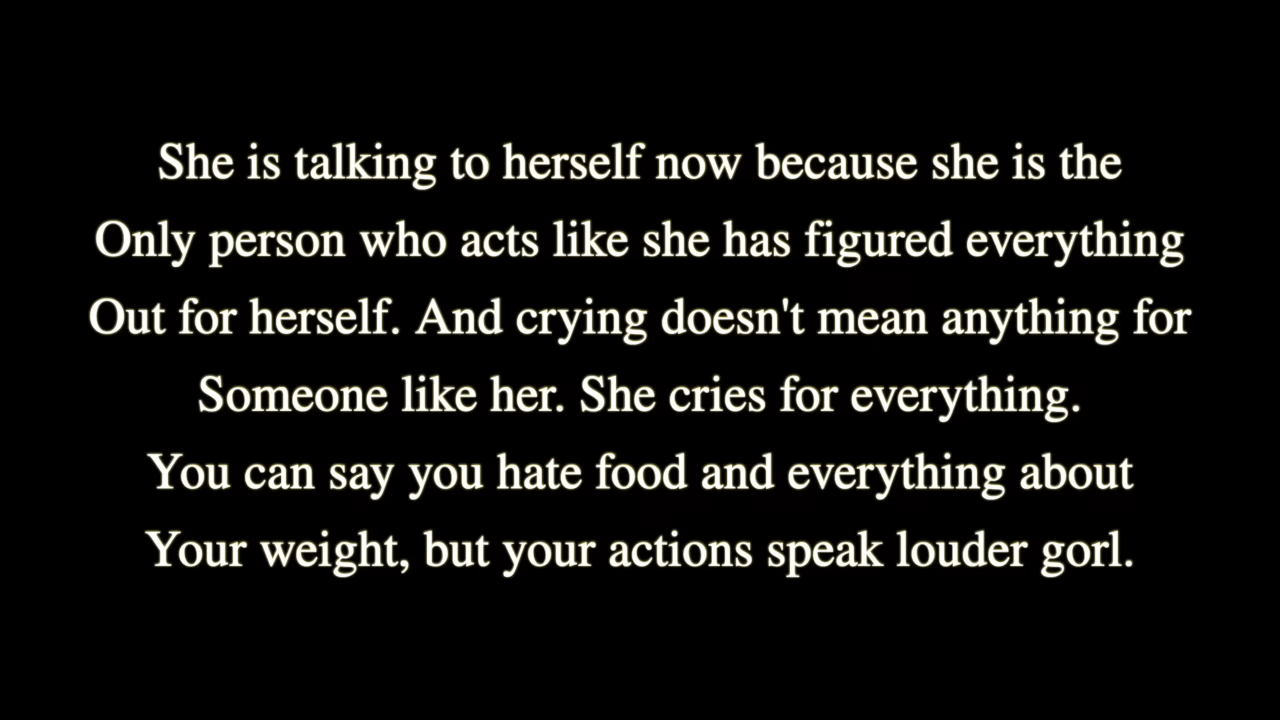 She is talking to herself now because she is the
Only person who acts like she has figured everything
Out for herself. And crying doesn't mean anything for
Someone like her. She cries for everything.
You can say you hate food and everything about
Your weight, but your actions speak louder gorl.